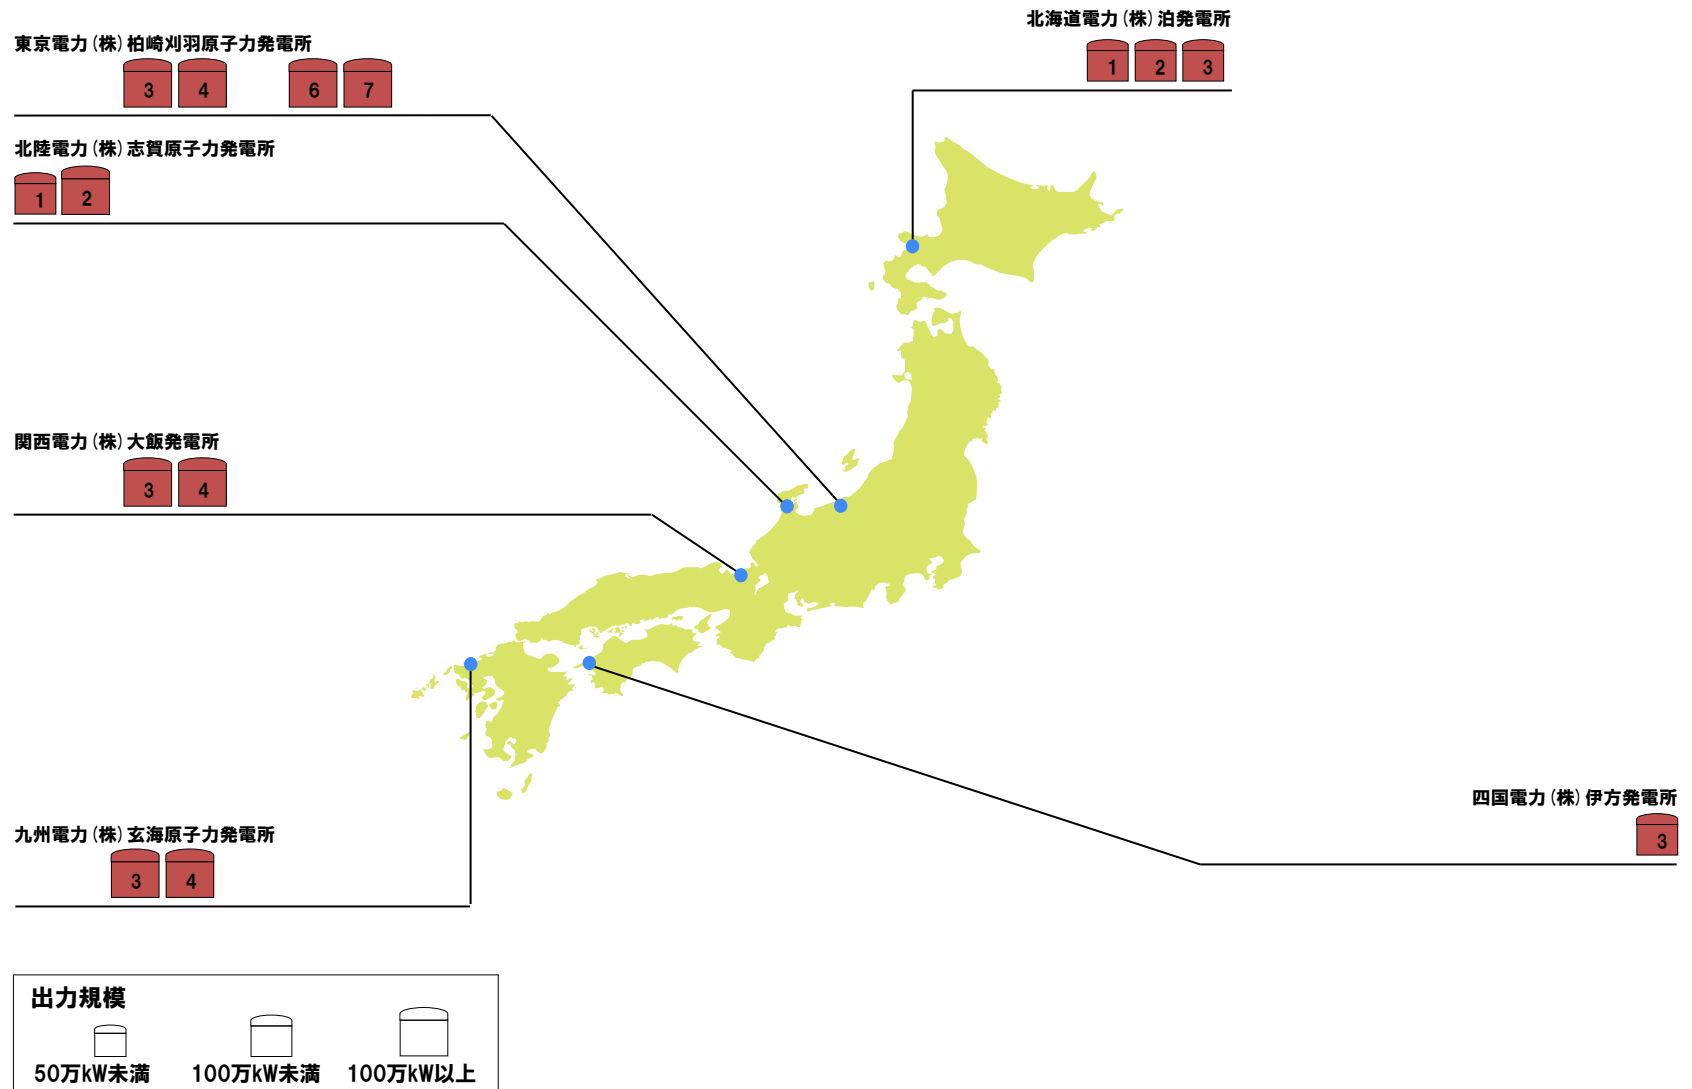 北海道電力(株)泊発電所
1 2 3
東京電力(株)柏崎刈羽原子力発電所
3 4 6 7
北陸電力(株)志賀原子力発電所
1 2
関西電力(株)大飯発電所
3 4
四国電力(株)伊方発電所
3
九州電力(株)玄海原子力発電所
3 4
出力規模
50万kW未満 100万kW未満 100万kW以上